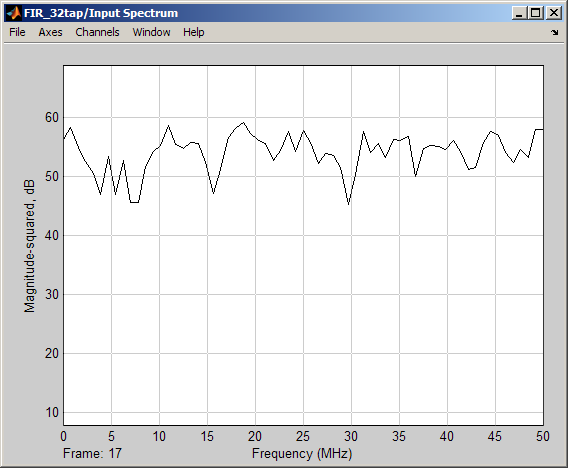 FIR_32tap/Input Spectrum
File Axes Channels Window Help
60
50
40
30
20
10
Magnitude-squared, dB
0 5 10 15 20 25 30 35 40 45 50
Frame: 17 Frequency (MHz)